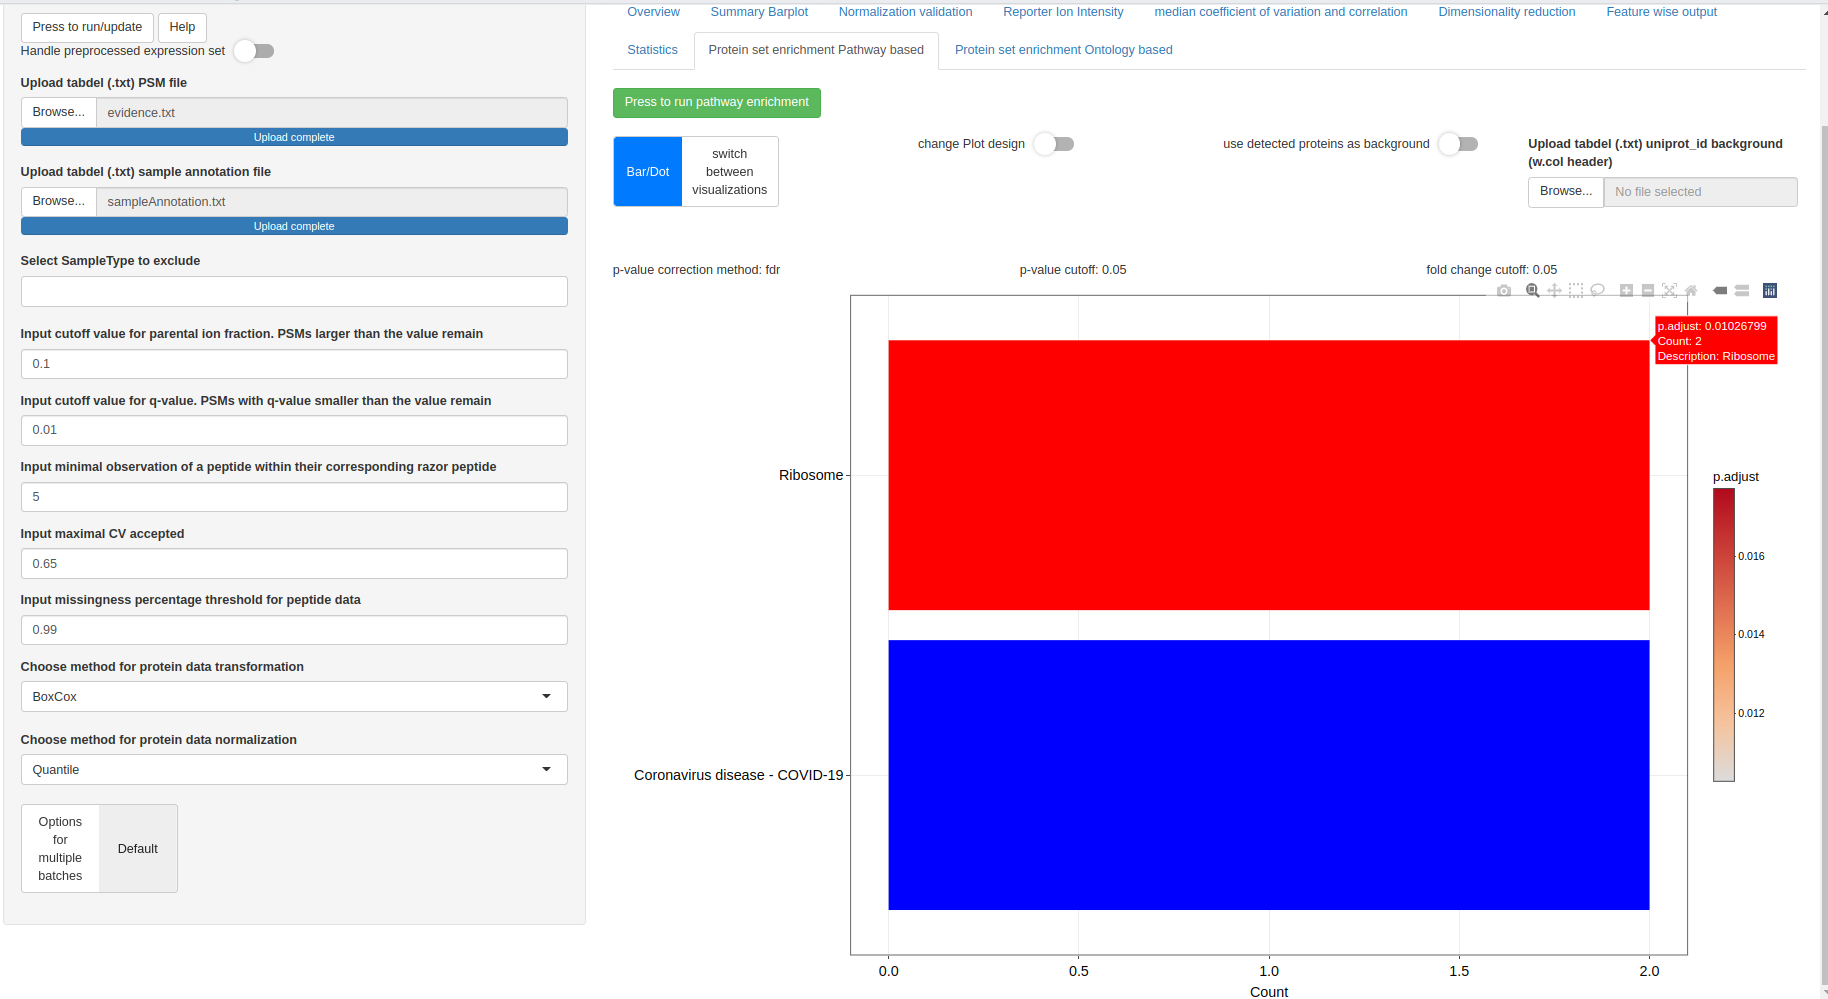 Press to run/update
Help
Handle preprocessed expression set
Upload tabdel (.txt) PSM file
Browse...
evidence.txt
Upload complete
Upload tabdel (.txt) sample annotation file
Browse...
sampleAnnotation.txt
Upload complete
Select SampleType to exclude
Input cutoff value for parental ion fraction. PSMs larger than the value remain
0.1
Input cutoff value for q-value. PSMs with q-value smaller than the value remain
0.01
Input minimal observation of a peptide within their corresponding razor peptide
5
Input maximal CV accepted
0.65
Input missingness percentage threshold for peptide data
0.99
Choose method for protein data transformation
BoxCox
Choose method for protein data normalization
Quantile
Options
for
multiple
batches
Default
Overview
Summary Barplot
Normalization validation
Reporter Ion Intensity
median coefficient of variation and correlation
Dimensionality reduction
Feature wise output
Statistics
Protein set enrichment Pathway based
Protein set enrichment Ontology based
Press to run pathway enrichment
Bar/Dot
switch
between
visualizations
change Plot design
use detected proteins as background
Upload tabdel (.txt) uniprot_id background
(w.col header)
Browse...
No file selected
p-value correction method: fdr
p-value cutoff: 0.05
fold change cutoff: 0.05
p.adjust: 0.01026799
Count: 2
Description: Ribosome
Ribosome
Coronavirus disease - COVID-19
p.adjust
0.016
0.014
0.012
0.0
0.5
1.0
1.5
2.0
Count